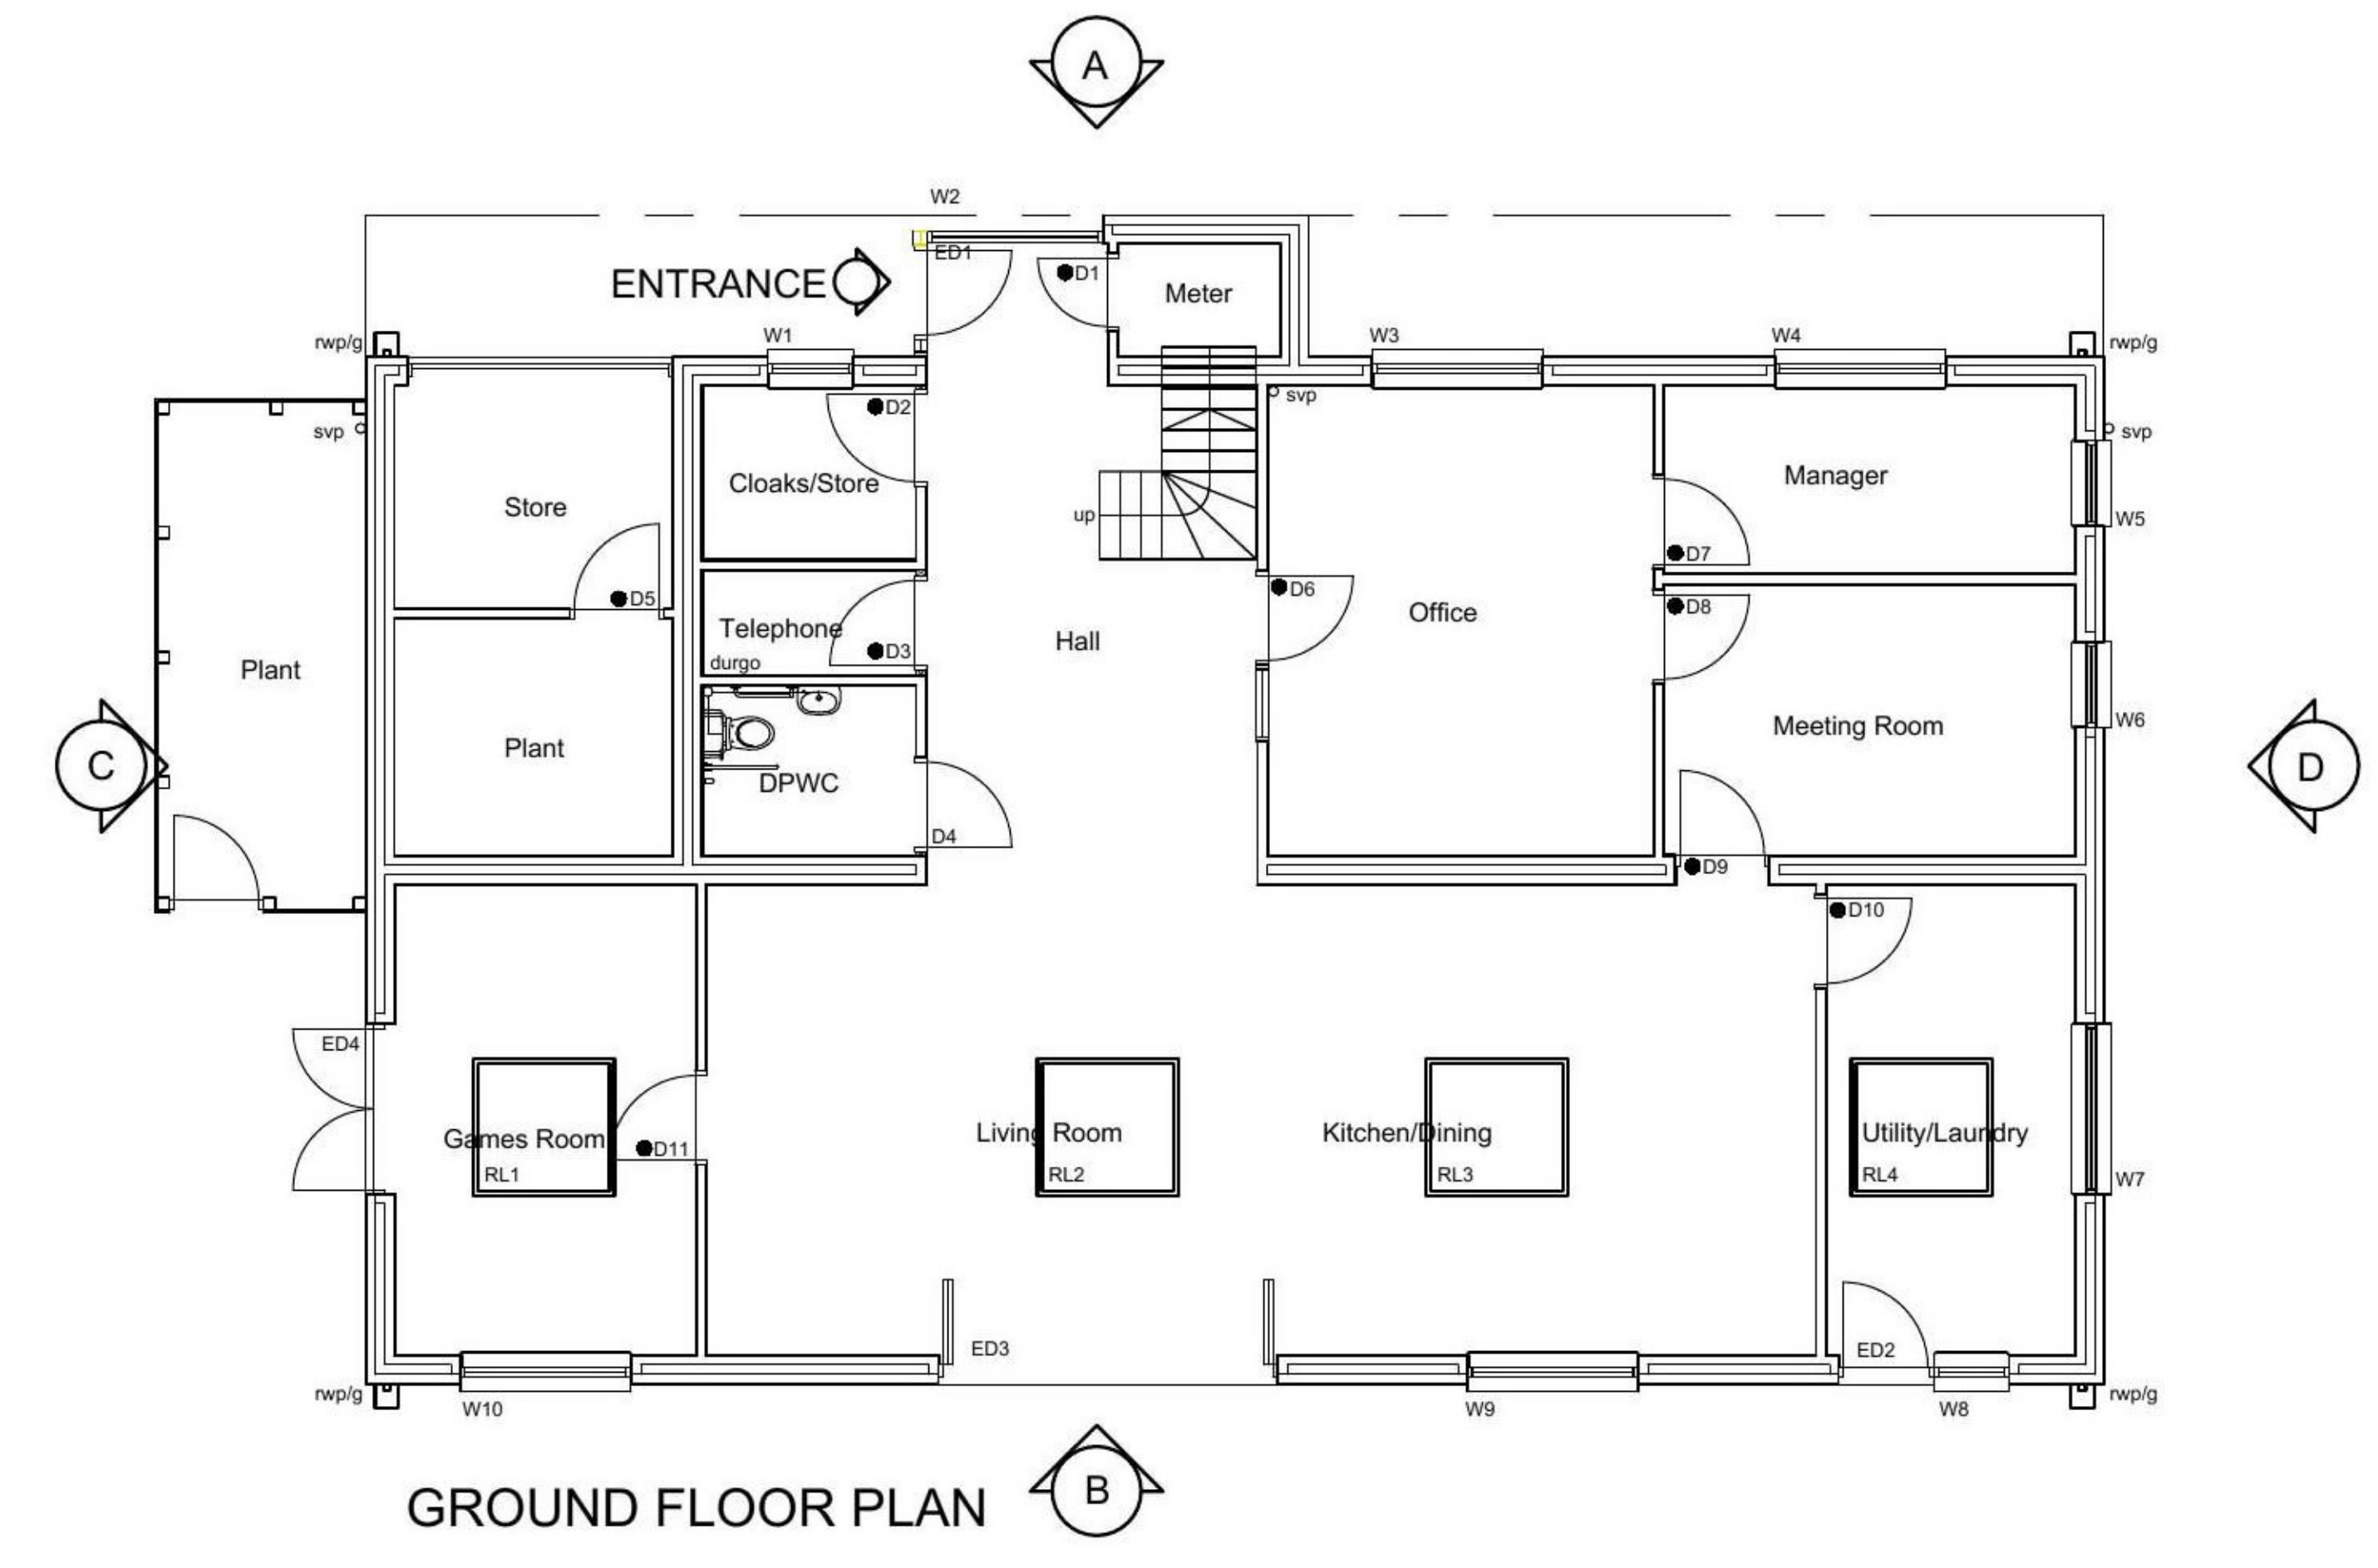 A
W2
ED1
ENTRANCE
D1
Meter
rwp/g
W1
W3
W4
rwp/g
svp
D2
svp
svp
Cloaks/Store
Store
up
Manager
W5
D7
D5
D6
D8
Telephone
D3
durgo
Hall
Office
Plant
Plant
DPWC
D4
Meeting Room
W6
C
D
D9
D10
ED4
Games Room
RL1
D11
Living Room
RL2
Kitchen/Dining
RL3
Utility/Laundry
RL4
W7
ED3
ED2
rwp/g
W10
W9
W8
rwp/g
B
GROUND FLOOR PLAN